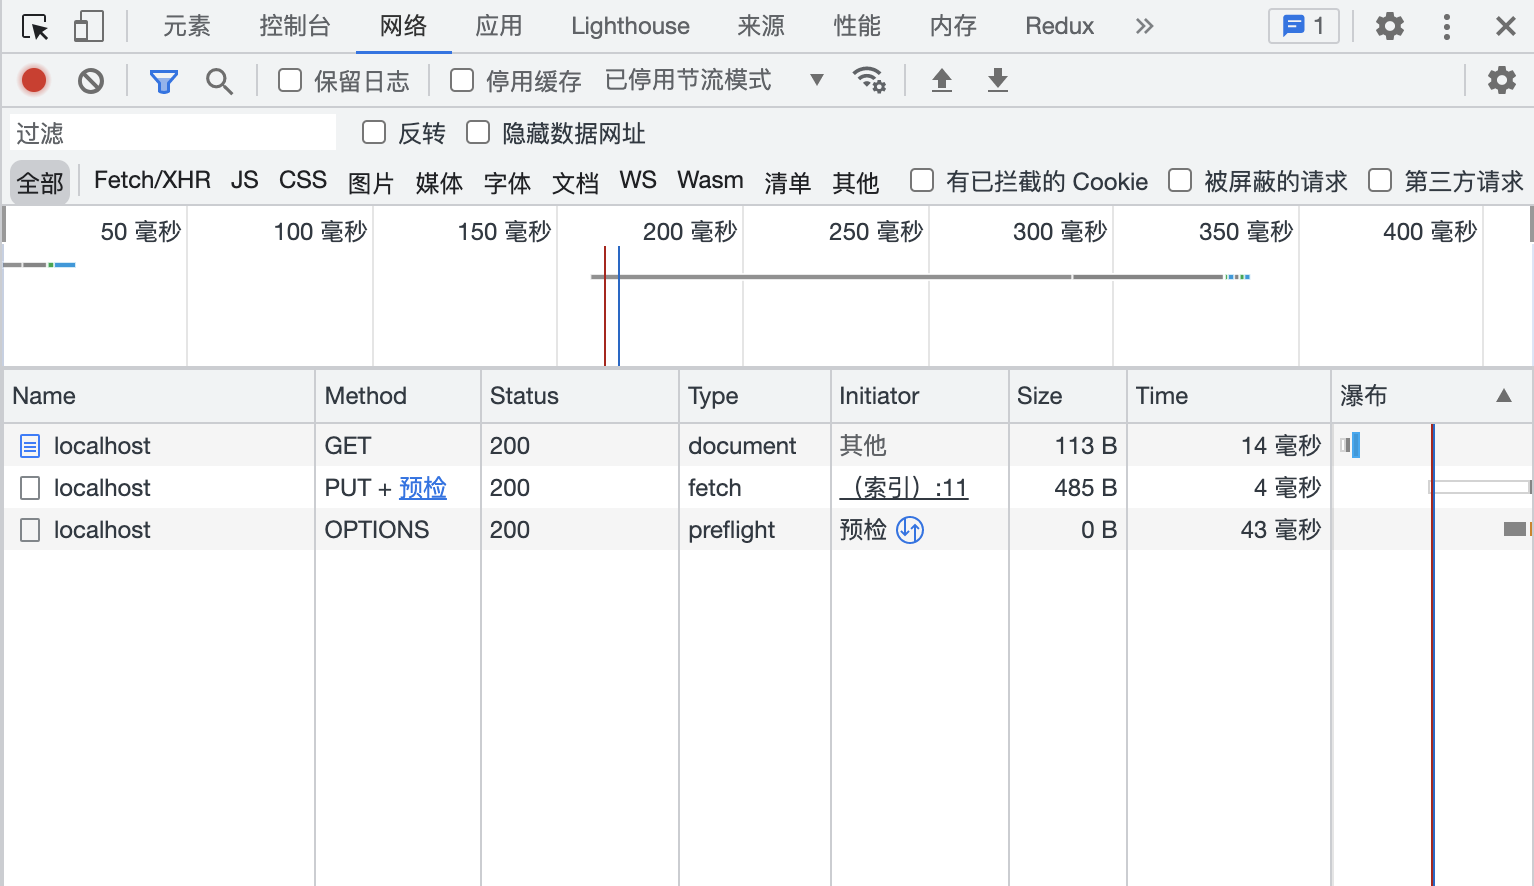 元素 控制台 网络 应用 Lighthouse 来源 性能 内存 Redux 1
保留日志 停用缓存 已停用节流模式
过滤 反转 隐藏数据网址
全部 Fetch/XHR JS CSS 图片 媒体 字体 文档 WS Wasm 清单 其他 有已拦截的 Cookie 被屏蔽的请求 第三方请求
50 毫秒 100 毫秒 150 毫秒 200 毫秒 250 毫秒 300 毫秒 350 毫秒 400 毫秒
Name Method Status Type Initiator Size Time 瀑布
localhost GET 200 document 其他 113 B 14 毫秒
localhost PUT + 预检 200 fetch （索引）:11 485 B 4 毫秒
localhost OPTIONS 200 preflight 预检 0 B 43 毫秒